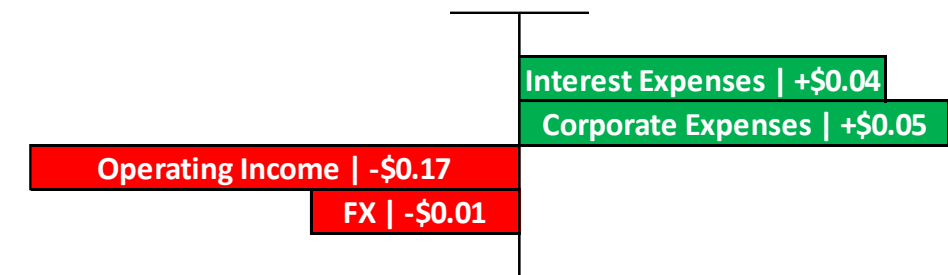 Interest Expenses | +$0.04
Corporate Expenses | +$0.05
Operating Income | -$0.17
FX | -$0.01